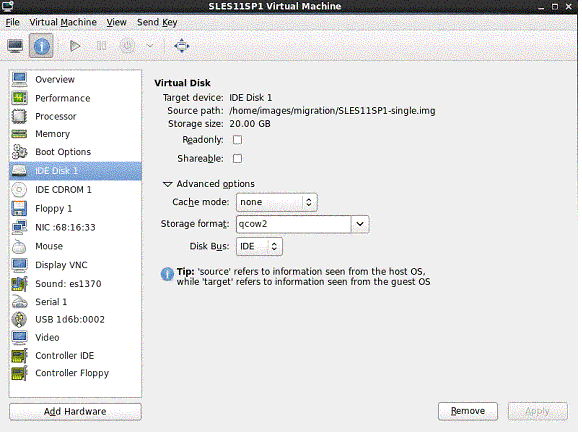 SLES11SP1 Virtual Machine
File Virtual Machine View Send Key
Overview
Performance
Processor
Memory
Boot Options
IDE Disk 1
IDE CDROM 1
Floppy 1
NIC :68:16:33
Mouse
Display VNC
Sound: es1370
Serial 1
USB 1d6b:0002
Video
Controller IDE
Controller Floppy
Add Hardware
Virtual Disk
Target device: IDE Disk 1
Source path: /home/images/migration/SLES11SP1-single.img
Storage size: 20.00 GB
Readonly:
Shareable:
Advanced options
Cache mode: none
Storage format: qcow2
Disk Bus: IDE
Tip: 'source' refers to information seen from the host OS,
while 'target' refers to information seen from the guest OS
Remove Apply